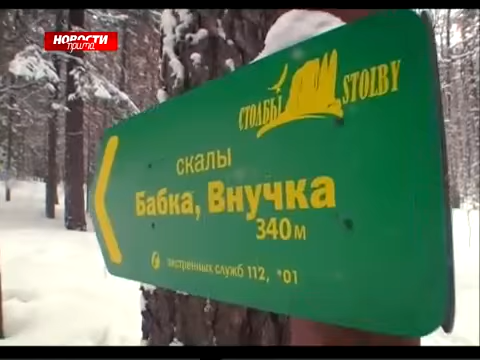 НОВОСТИ
прима
СТОЛБЫ STOLBY
скалы
Бабка, Внучка
340м
экстренных служб 112, *01